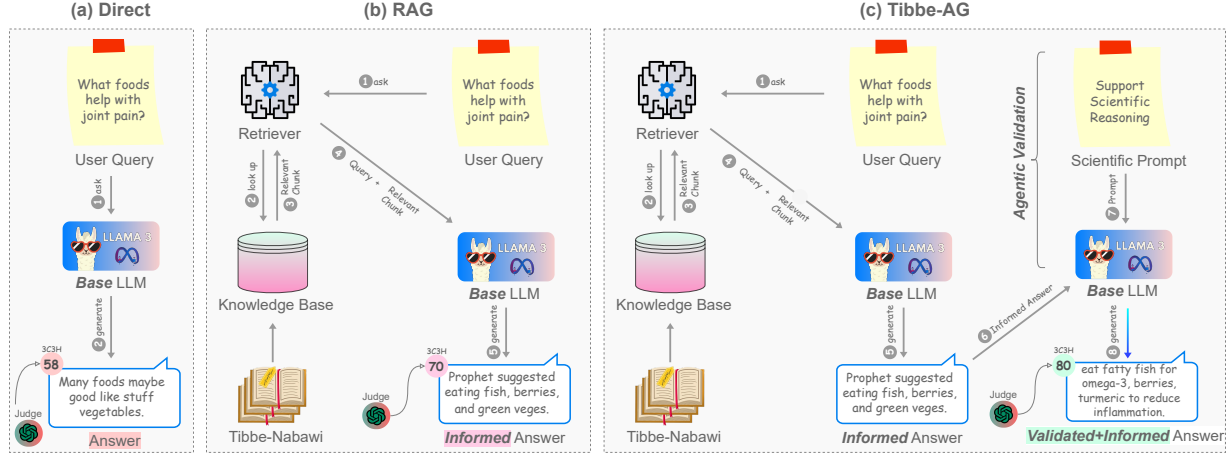 (a) Direct
What foods
help with
joint pain?
User Query
1 ask
LLAMA 3
Base LLM
2 generate
3C3H
58
Many foods maybe
good like stuff
vegetables.
Judge
Answer
(b) RAG
Retriever
1 ask
What foods
help with
joint pain?
User Query
2 look up
3 Relevant
Chunk
4 Query + Relevant
Chunk
Knowledge Base
LLAMA 3
Base LLM
5 generate
3C3H
70
Prophet suggested
eating fish, berries,
and green veges.
Judge
Tibbe-Nabawi
Informed Answer
(c) Tibbe-AG
Retriever
1 ask
What foods
help with
joint pain?
User Query
2 look up
3 Relevant
Chunk
4 Query + Relevant
Chunk
Knowledge Base
LLAMA 3
Base LLM
5 generate
Prophet suggested
eating fish, berries,
and green veges.
Tibbe-Nabawi
Informed Answer
6 Informed Answer
Agentic Validation
Support
Scientific
Reasoning
Scientific Prompt
7 Prompt
LLAMA 3
Base LLM
8 generate
3C3H
80
eat fatty fish for
omega-3, berries,
turmeric to reduce
inflammation.
Judge
Validated+Informed Answer